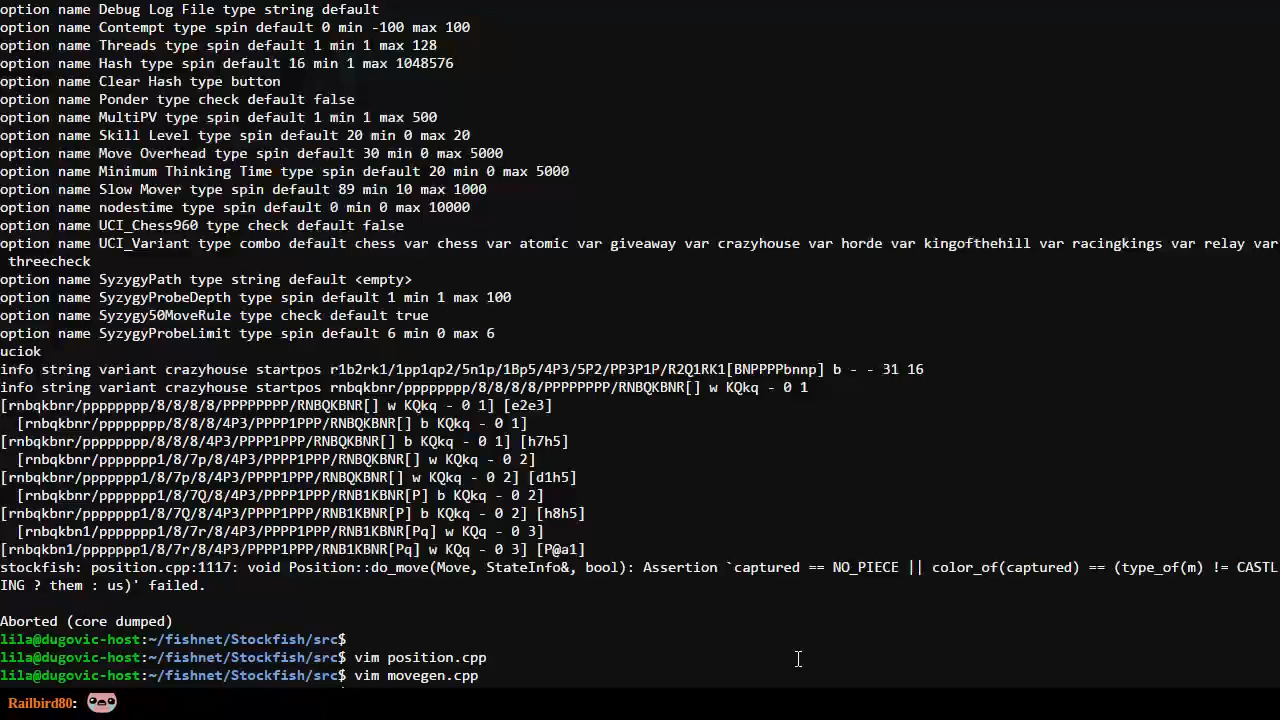 option name Debug Log File type string default
option name Contempt type spin default 0 min -100 max 100
option name Threads type spin default 1 min 1 max 128
option name Hash type spin default 16 min 1 max 1048576
option name Clear Hash type button
option name Ponder type check default false
option name MultiPV type spin default 1 min 1 max 500
option name Skill Level type spin default 20 min 0 max 20
option name Move Overhead type spin default 30 min 0 max 5000
option name Minimum Thinking Time type spin default 20 min 0 max 5000
option name Slow Mover type spin default 89 min 10 max 1000
option name nodestime type spin default 0 min 0 max 10000
option name UCI_Chess960 type check default false
option name UCI_Variant type combo default chess var chess var atomic var giveaway var crazyhouse var horde var kingofthehill var racingkings var relay var
 threecheck
option name SyzygyPath type string default <empty>
option name SyzygyProbeDepth type spin default 1 min 1 max 100
option name Syzygy50MoveRule type check default true
option name SyzygyProbeLimit type spin default 6 min 0 max 6
uciok
info string variant crazyhouse startpos r1b2rk1/1pp1qp2/5n1p/1Bp5/4P3/5P2/PP3P1P/R2Q1RK1[BNPPPPbnnp] b - - 31 16
info string variant crazyhouse startpos rnbqkbnr/pppppppp/8/8/8/8/PPPPPPPP/RNBQKBNR[] w KQkq - 0 1
[rnbqkbnr/pppppppp/8/8/8/8/PPPPPPPP/RNBQKBNR[] w KQkq - 0 1] [e2e3]
  [rnbqkbnr/pppppppp/8/8/8/4P3/PPPP1PPP/RNBQKBNR[] b KQkq - 0 1]
[rnbqkbnr/pppppppp/8/8/8/4P3/PPPP1PPP/RNBQKBNR[] b KQkq - 0 1] [h7h5]
  [rnbqkbnr/ppppppp1/8/7p/8/4P3/PPPP1PPP/RNBQKBNR[] w KQkq - 0 2]
[rnbqkbnr/ppppppp1/8/7p/8/4P3/PPPP1PPP/RNBQKBNR[] w KQkq - 0 2] [d1h5]
  [rnbqkbnr/ppppppp1/8/7Q/8/4P3/PPPP1PPP/RNB1KBNR[P] b KQkq - 0 2]
[rnbqkbnr/ppppppp1/8/7Q/8/4P3/PPPP1PPP/RNB1KBNR[P] b KQkq - 0 2] [h8h5]
  [rnbqkbn1/ppppppp1/8/7r/8/4P3/PPPP1PPP/RNB1KBNR[Pq] w KQq - 0 3]
[rnbqkbn1/ppppppp1/8/7r/8/4P3/PPPP1PPP/RNB1KBNR[Pq] w KQq - 0 3] [P@a1]
stockfish: position.cpp:1117: void Position::do_move(Move, StateInfo&, bool): Assertion `captured == NO_PIECE || color_of(captured) == (type_of(m) != CASTL
ING ? them : us)' failed.
Aborted (core dumped)
lila@dugovic-host:~/fishnet/Stockfish/src$
lila@dugovic-host:~/fishnet/Stockfish/src$ vim position.cpp
lila@dugovic-host:~/fishnet/Stockfish/src$ vim movegen.cpp
Railbird80: